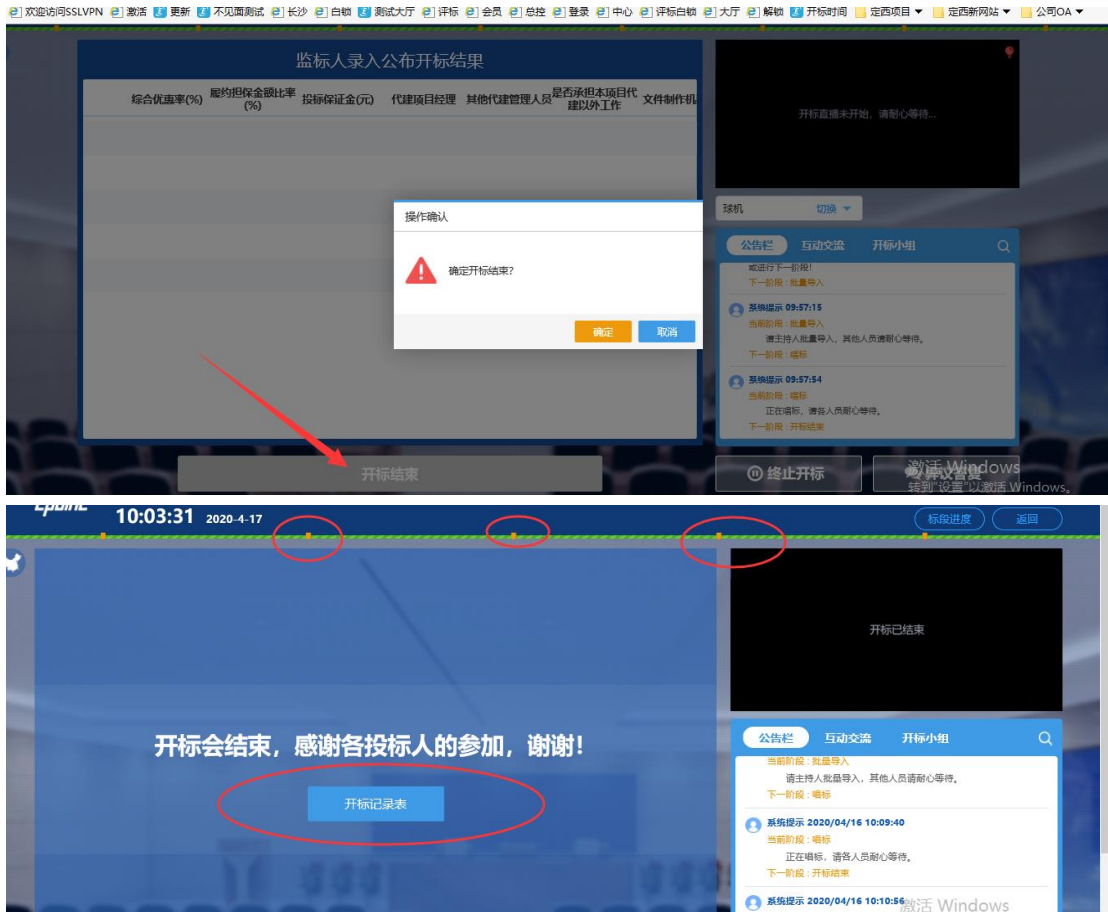 欢迎访问SSLVPN 激活 更新 不见面测试 长沙 白锁 测试大厅 评标 会员 总控 登录 中心 评标白锁 大厅 解锁 开标时间 定西项目 定西新网站 公司OA
监标人录入公布开标结果
综合优惠率(%) 履约担保金额比率(%) 投标保证金(元) 代建项目经理 其他代建管理人员 是否承担本项目代建以外工作 文件制作机
开标直播未开始，请耐心等待...
球机 切换
操作确认
确定开标结束?
确定 取消
公告栏 互动交流 开标小组
或进行下一阶段!
下一阶段 : 批量导入
系统提示 09:57:15
当前阶段 : 批量导入
请主持人批量导入，其他人员请耐心等待。
下一阶段 : 唱标
系统提示 09:57:54
当前阶段 : 唱标
正在唱标，请各人员耐心等待。
下一阶段 : 开标结束
开标结束
终止开标
激活 Windows
转到"设置"以激活 Windows。
10:03:31 2020-4-17
标段进度 返回
开标已结束
开标会结束，感谢各投标人的参加，谢谢！
开标记录表
公告栏 互动交流 开标小组
当前阶段 : 批量导入
请主持人批量导入，其他人员请耐心等待。
下一阶段 : 唱标
系统提示 2020/04/16 10:09:40
当前阶段 : 唱标
正在唱标，请各人员耐心等待。
下一阶段 : 开标结束
系统提示 2020/04/16 10:10:56
激活 Windows